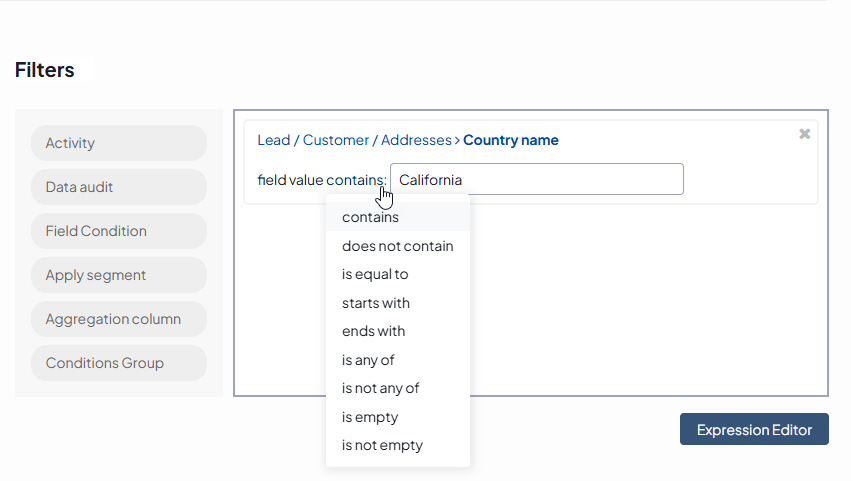 Filters
Activity
Data audit
Field Condition
Apply segment
Aggregation column
Conditions Group
Lead / Customer / Addresses > Country name
field value contains: California
contains
does not contain
is equal to
starts with
ends with
is any of
is not any of
is empty
is not empty
Expression Editor